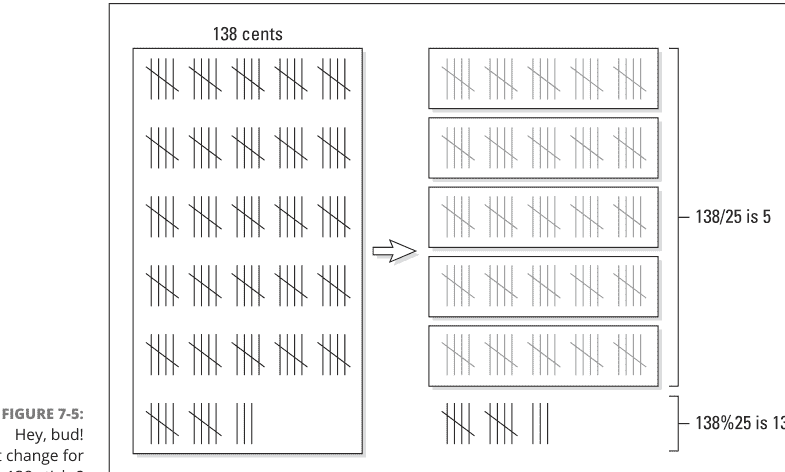 138 cents
138/25 is 5
138%25 is 13
FIGURE 7-5:
Hey, bud!
change for